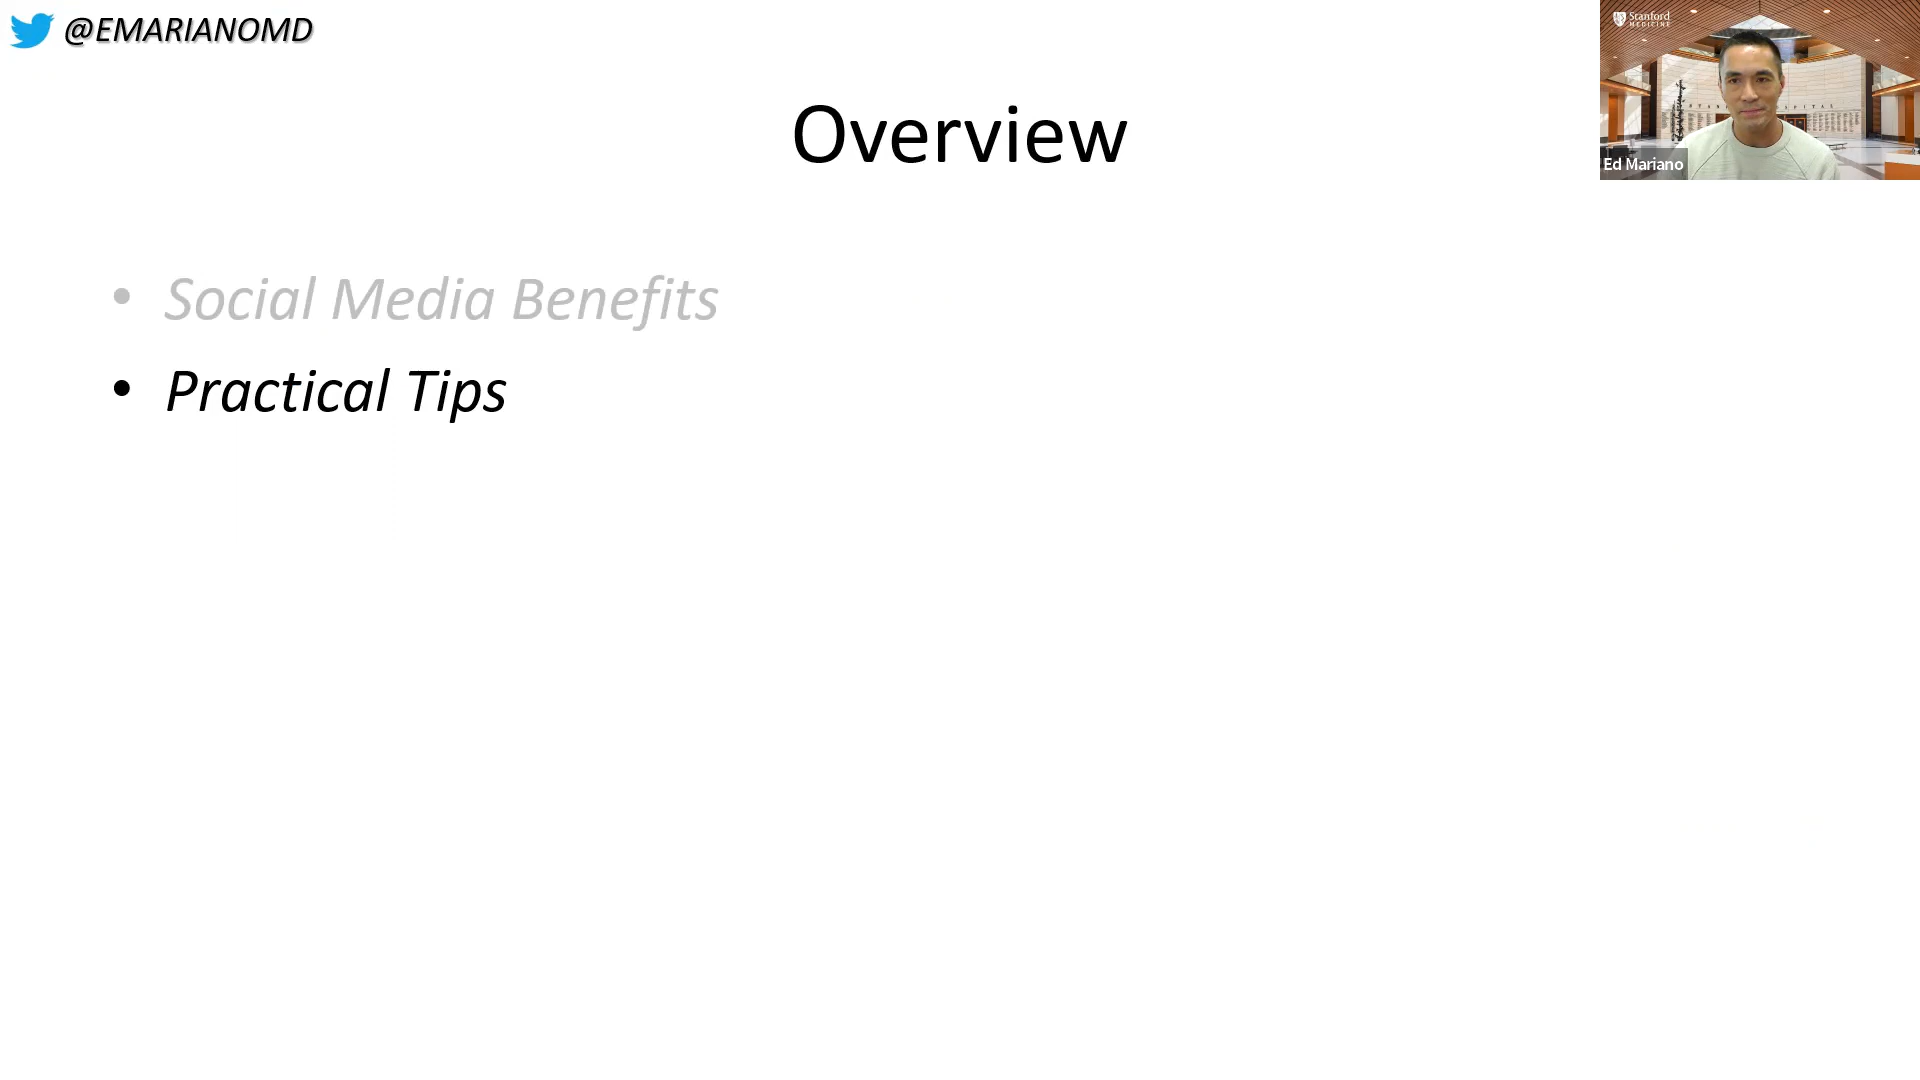 @EMARIANOMD
Stanford
MEDICINE
Overview
Ed Mariano
• Social Media Benefits
• Practical Tips